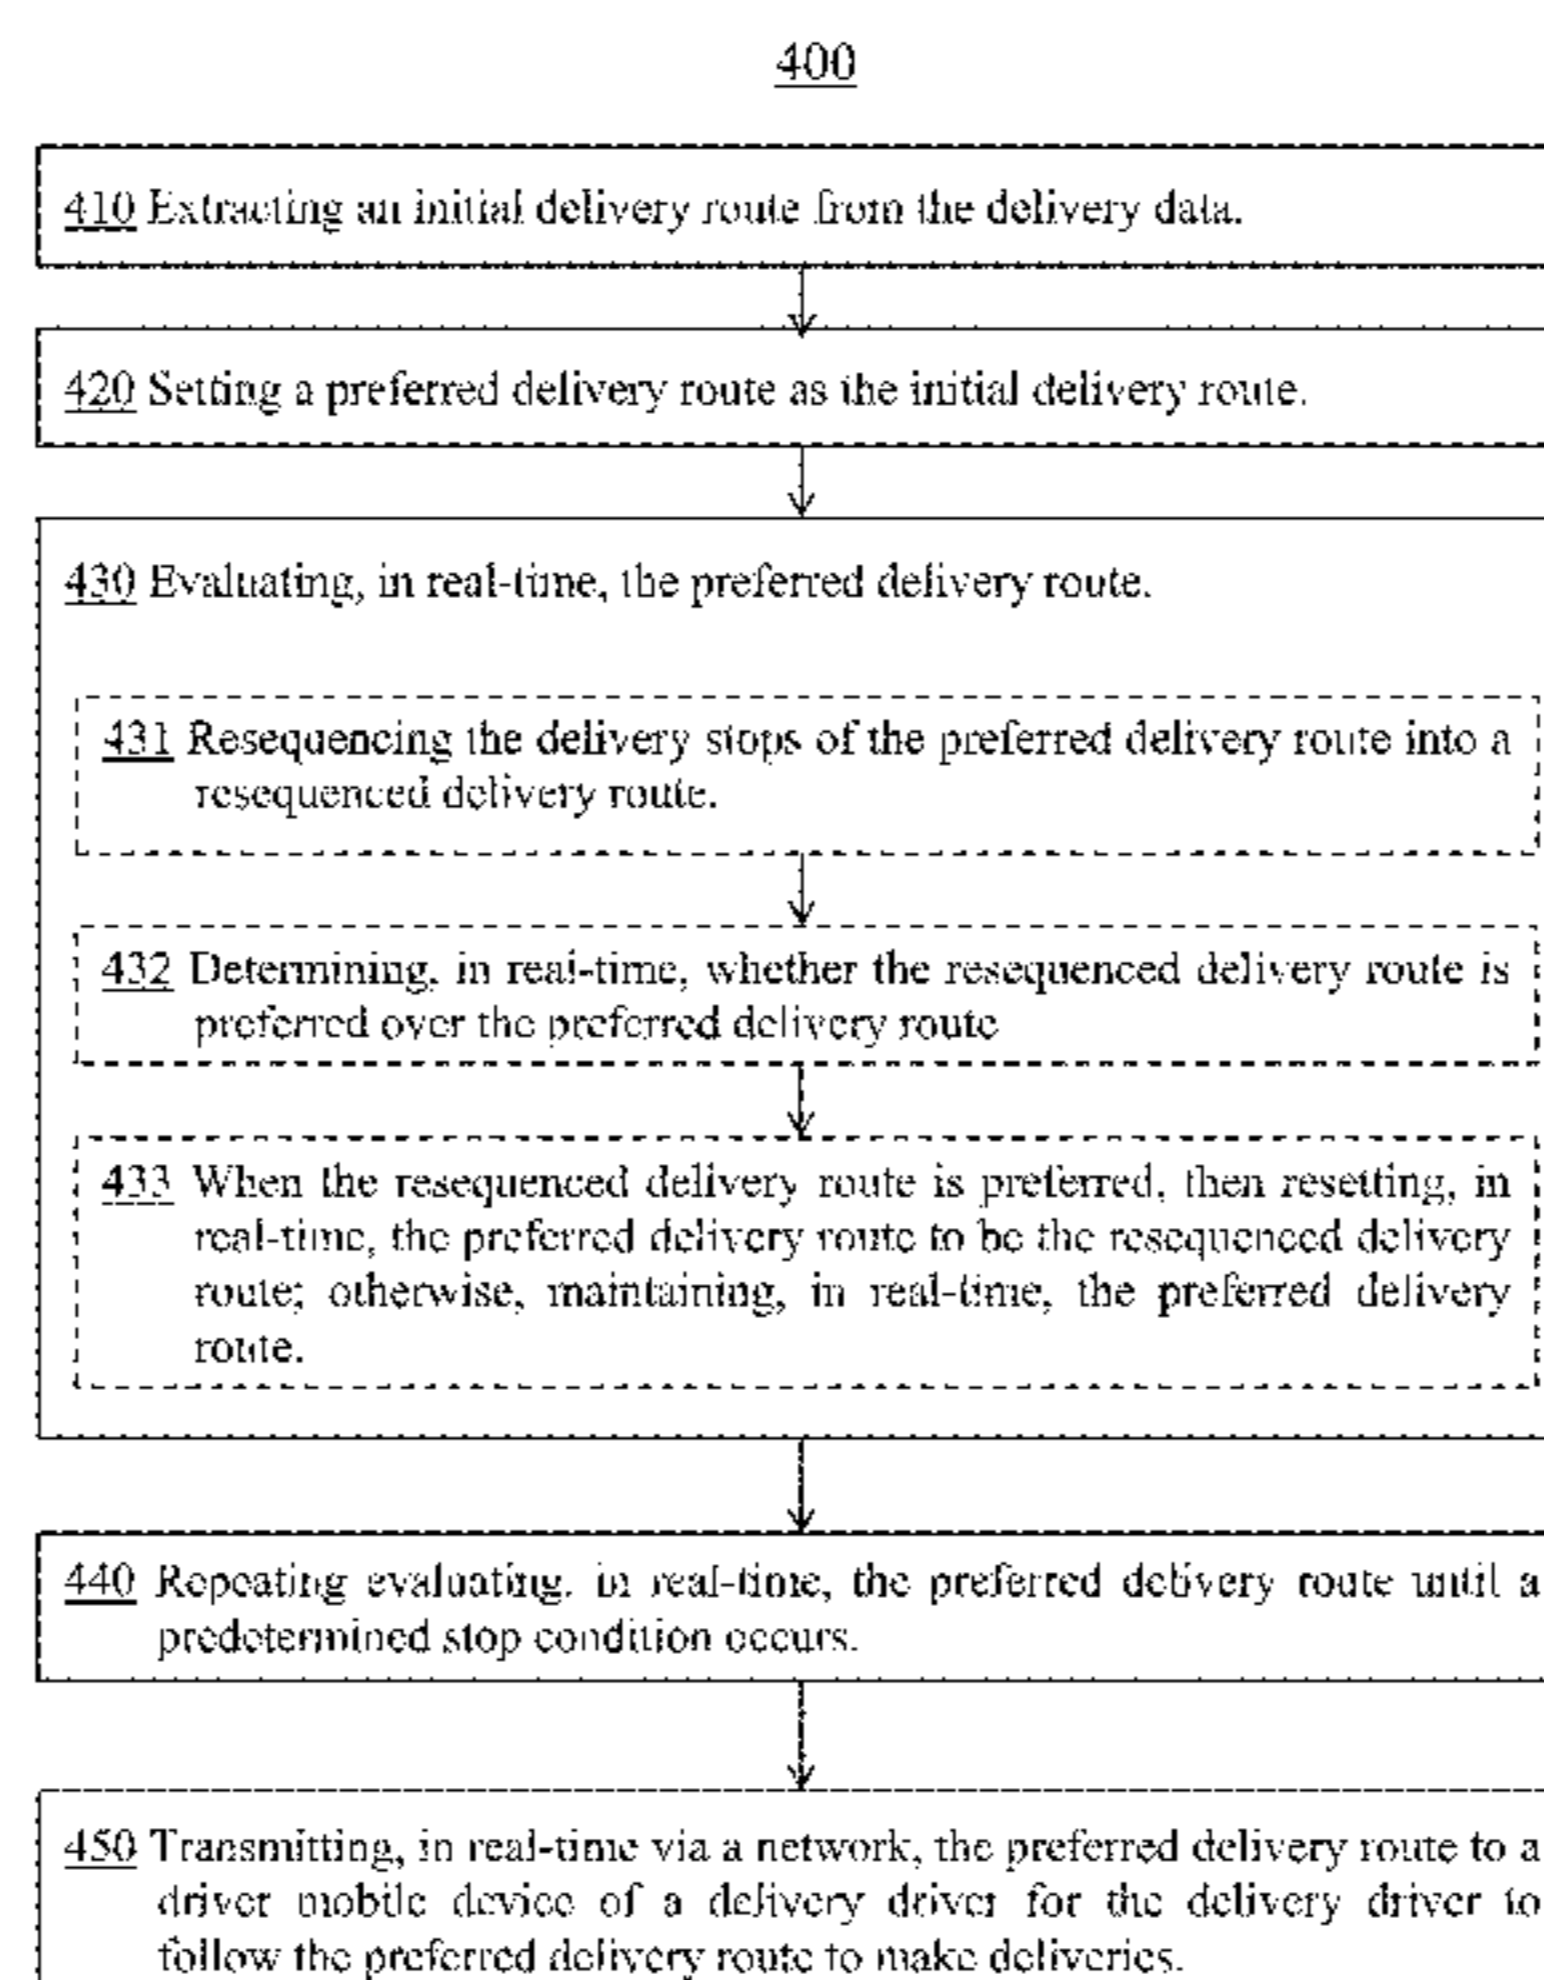 400
410 Extracting an initial delivery route from the delivery data.
420 Setting a preferred delivery route as the initial delivery route.
430 Evaluating, in real-time, the preferred delivery route.
431 Resequencing the delivery stops of the preferred delivery route into a
resequenced delivery route.
432 Determining, in real-time, whether the resequenced delivery route is
preferred over the preferred delivery route
433 When the resequenced delivery route is preferred, then resetting, in
real-time, the preferred delivery route to be the resequenced delivery
route; otherwise, maintaining, in real-time, the preferred delivery
route.
440 Repeating evaluating, in real-time, the preferred delivery route until a
predetermined stop condition occurs.
450 Transmitting, in real-time via a network, the preferred delivery route to a
driver mobile device of a delivery driver for the delivery driver to
follow the preferred delivery route to make deliveries.